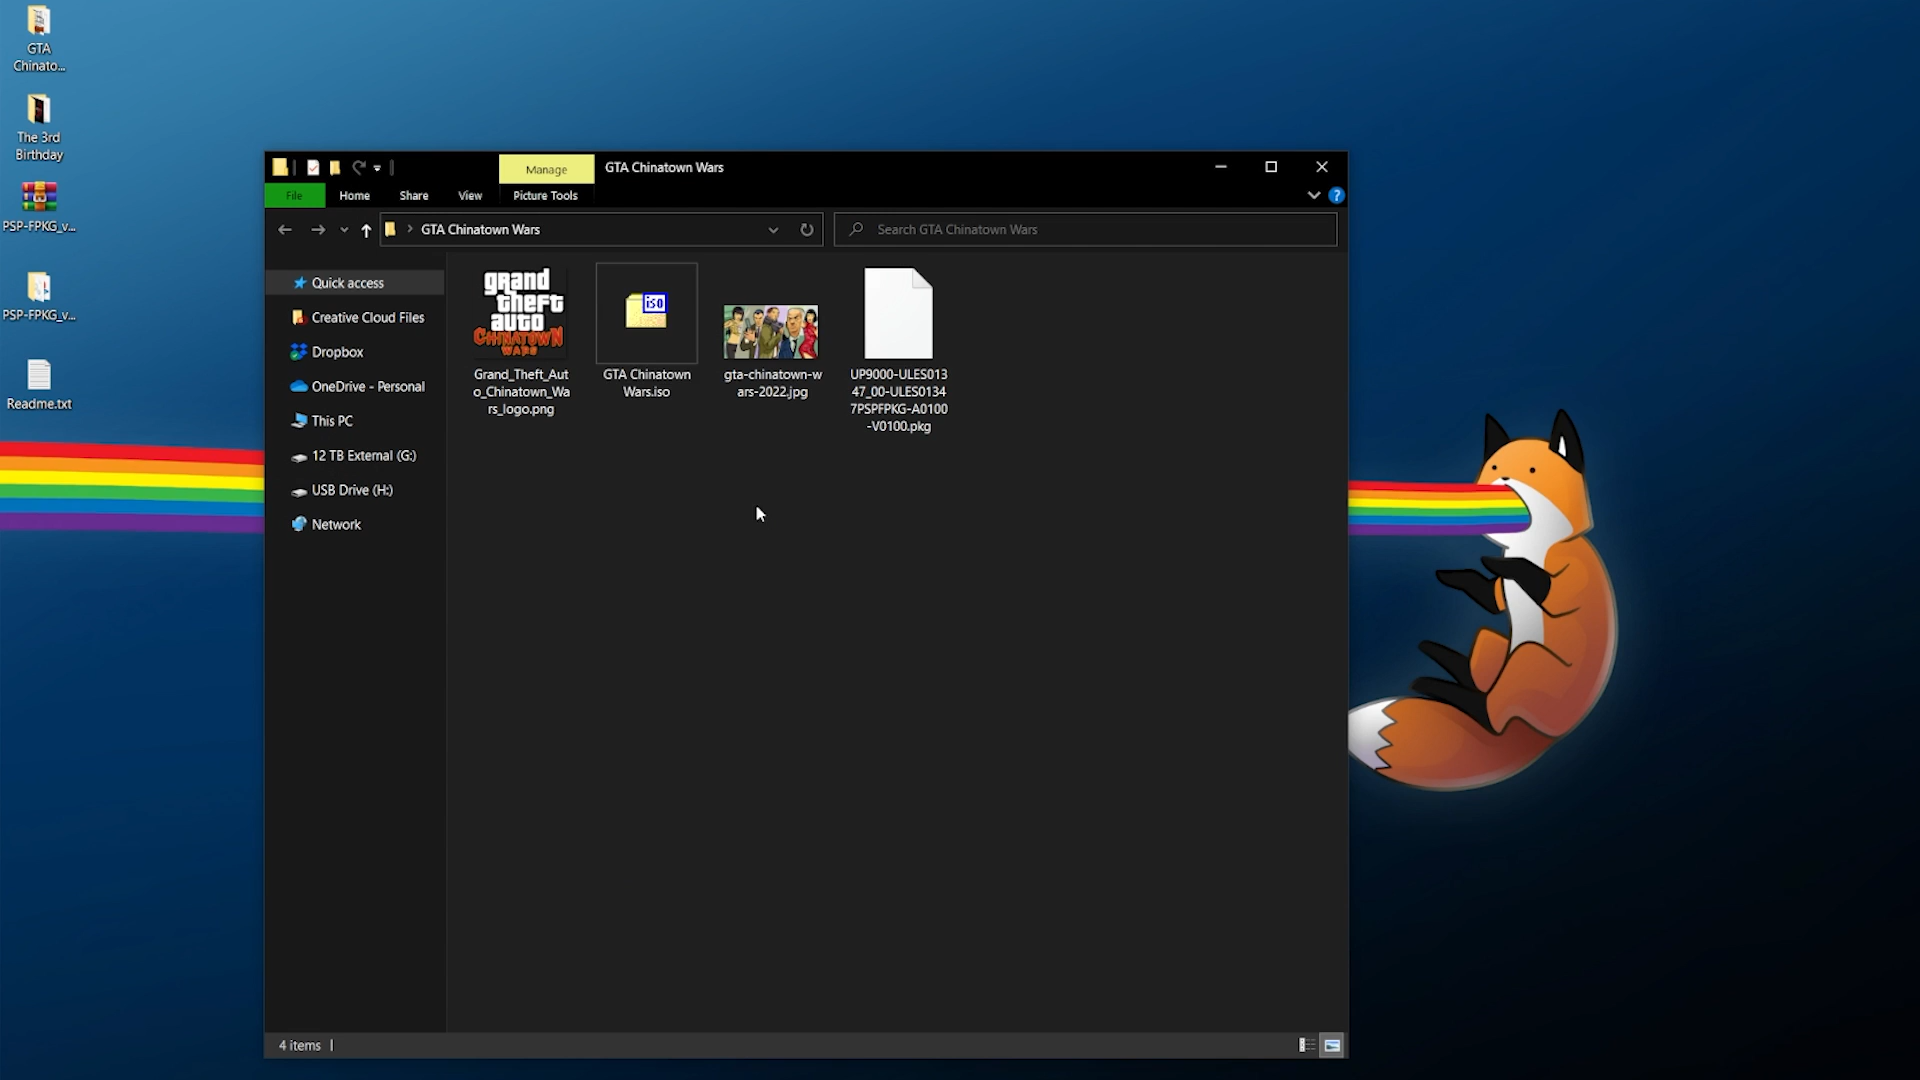 GTA
Chinato...
The 3rd
Birthday
PSP-FPKG_v...
PSP-FPKG_v...
Readme.txt
Manage
GTA Chinatown Wars
File
Home
Share
View
Picture Tools
?
GTA Chinatown Wars
Search GTA Chinatown Wars
Quick access
Creative Cloud Files
Dropbox
OneDrive - Personal
This PC
12 TB External (G:)
USB Drive (H:)
Network
grand
theft
auto
CHINATOWN
WARS
Grand_Theft_Aut
o_Chinatown_Wa
rs_logo.png
iso
GTA Chinatown
Wars.iso
gta-chinatown-w
ars-2022.jpg
UP9000-ULES013
47_00-ULES0134
7PSPFPKG-A0100
-V0100.pkg
4 items